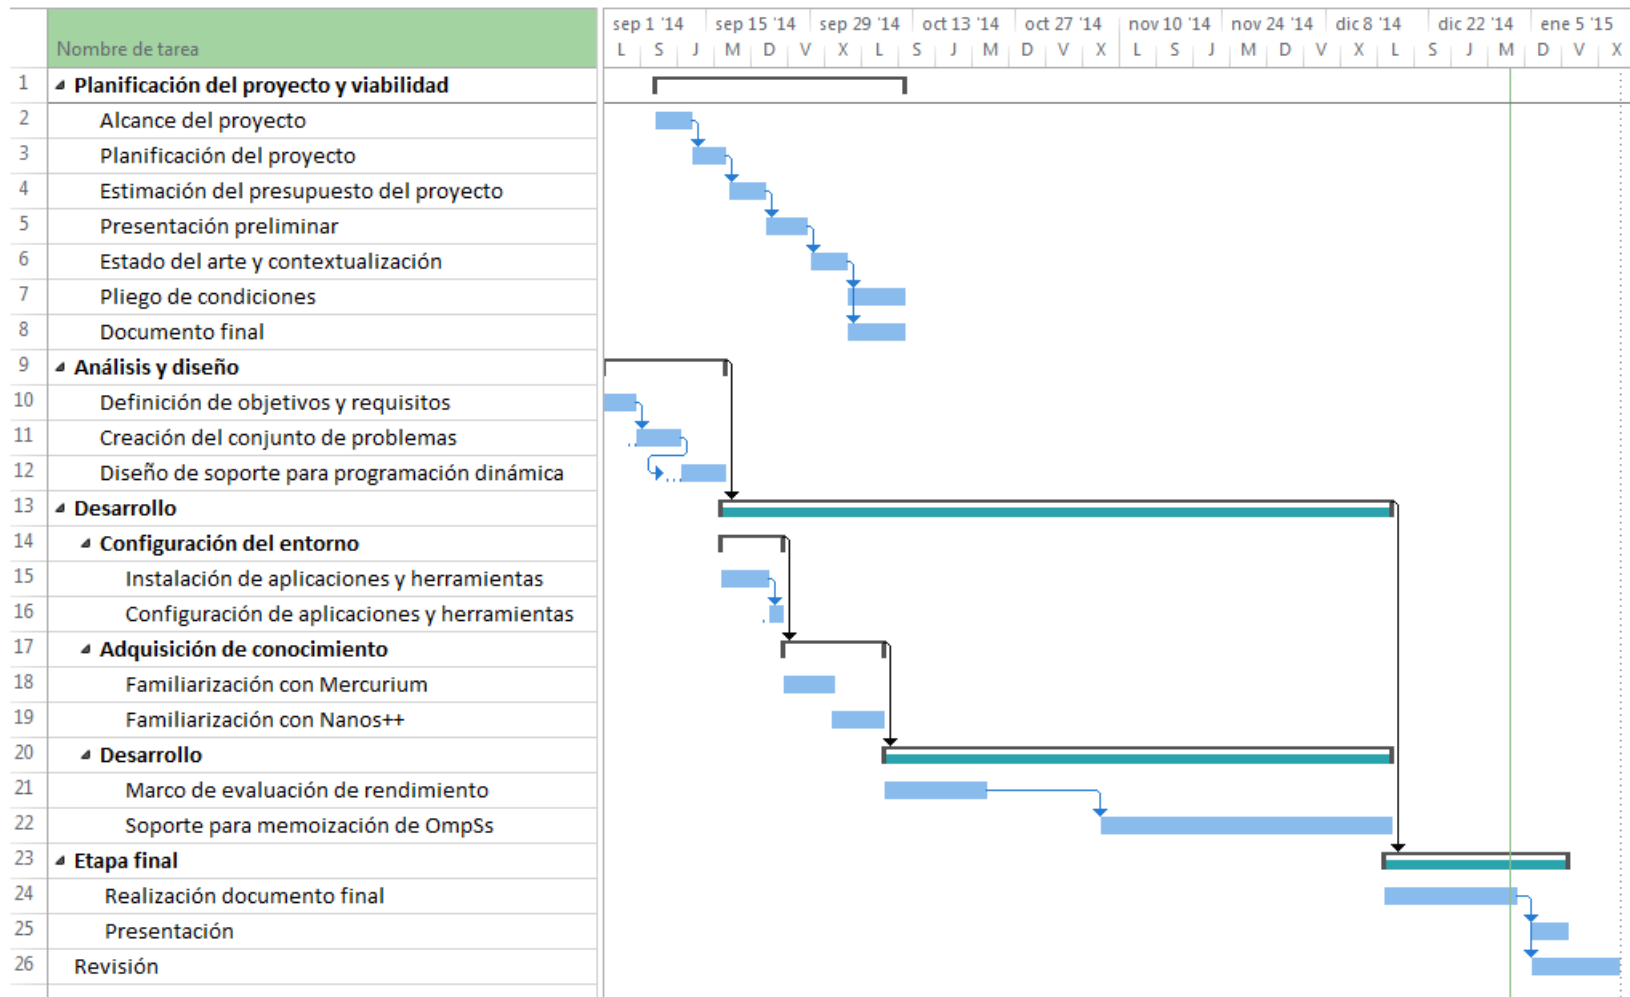 sep 1 '14 sep 15 '14 sep 29 '14 oct 13 '14 oct 27 '14 nov 10 '14 nov 24 '14 dic 8 '14 dic 22 '14 ene 5 '15
Nombre de tarea L S J M D V X L S J M D V X L S J M D V X L S J M D V X
1 Planificación del proyecto y viabilidad
2 Alcance del proyecto
3 Planificación del proyecto
4 Estimación del presupuesto del proyecto
5 Presentación preliminar
6 Estado del arte y contextualización
7 Pliego de condiciones
8 Documento final
9 Análisis y diseño
10 Definición de objetivos y requisitos
11 Creación del conjunto de problemas
12 Diseño de soporte para programación dinámica
13 Desarrollo
14 Configuración del entorno
15 Instalación de aplicaciones y herramientas
16 Configuración de aplicaciones y herramientas
17 Adquisición de conocimiento
18 Familiarización con Mercurium
19 Familiarización con Nanos++
20 Desarrollo
21 Marco de evaluación de rendimiento
22 Soporte para memoización de OmpSs
23 Etapa final
24 Realización documento final
25 Presentación
26 Revisión